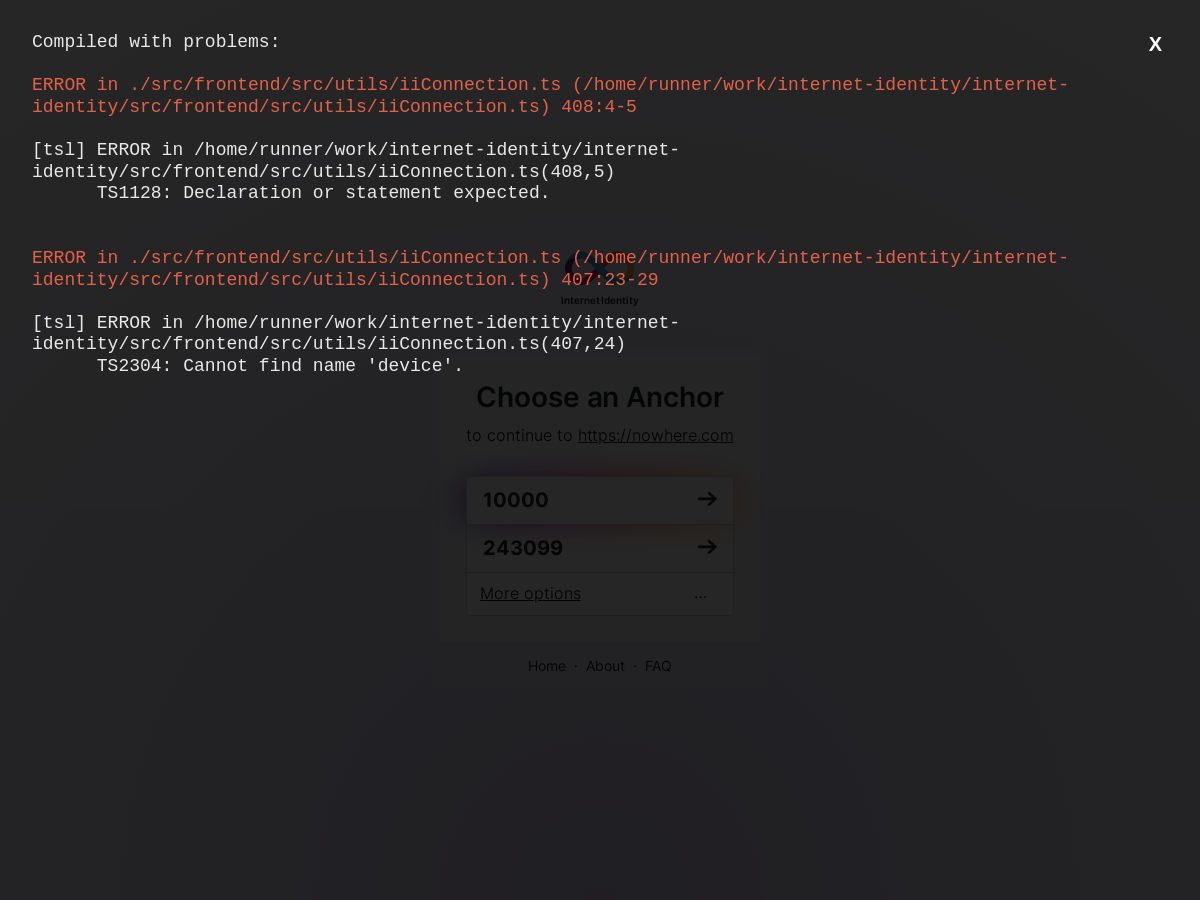 Compiled with problems:
X
ERROR in ./src/frontend/src/utils/iiConnection.ts (/home/runner/work/internet-identity/internet-
identity/src/frontend/src/utils/iiConnection.ts) 408:4-5
[tsl] ERROR in /home/runner/work/internet-identity/internet-
identity/src/frontend/src/utils/iiConnection.ts(408,5)
TS1128: Declaration or statement expected.
ERROR in ./src/frontend/src/utils/iiConnection.ts (/home/runner/work/internet-identity/internet-
identity/src/frontend/src/utils/iiConnection.ts) 407:23-29
Internet Identity
[tsl] ERROR in /home/runner/work/internet-identity/internet-
identity/src/frontend/src/utils/iiConnection.ts(407,24)
TS2304: Cannot find name 'device'.
Choose an Anchor
to continue to https://nowhere.com
10000
243099
More options ...
Home · About · FAQ